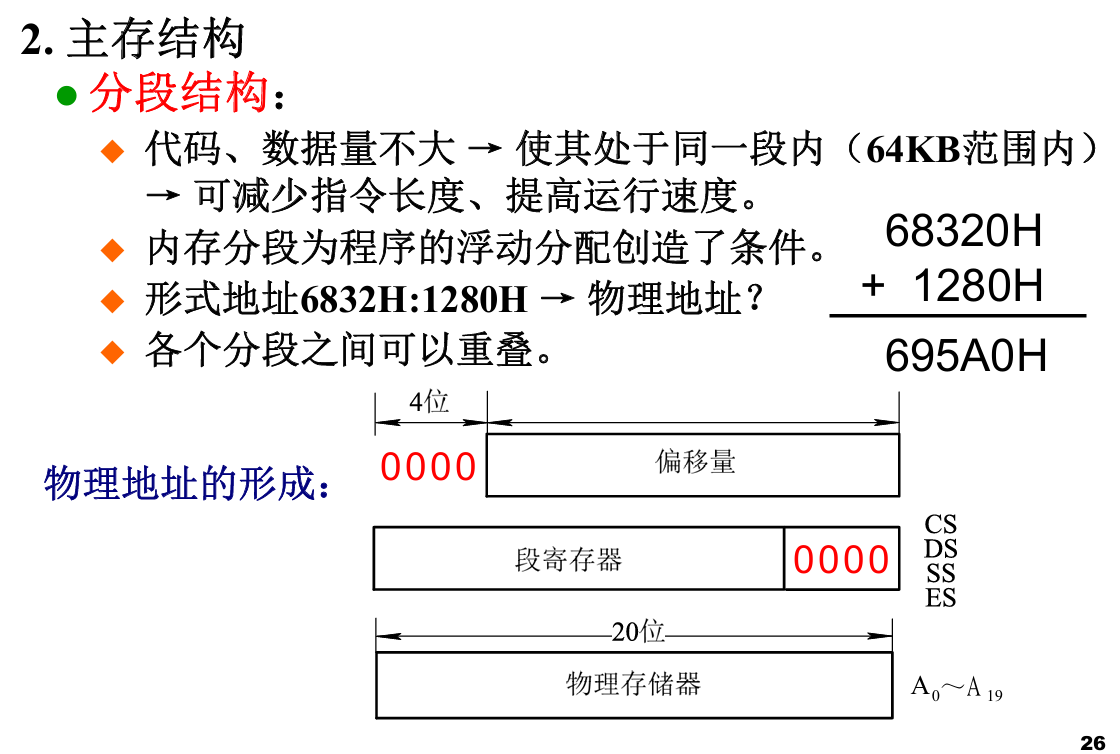 2. 主存结构
● 分段结构：
◆ 代码、数据量不大 → 使其处于同一段内（64KB范围内）
→ 可减少指令长度、提高运行速度。
◆ 内存分段为程序的浮动分配创造了条件。
◆ 形式地址6832H:1280H → 物理地址？
◆ 各个分段之间可以重叠。
68320H
+ 1280H
695A0H
4位
0000
偏移量
物理地址的形成：
段寄存器
0000
CS
DS
SS
ES
20位
物理存储器
A0～A19
26